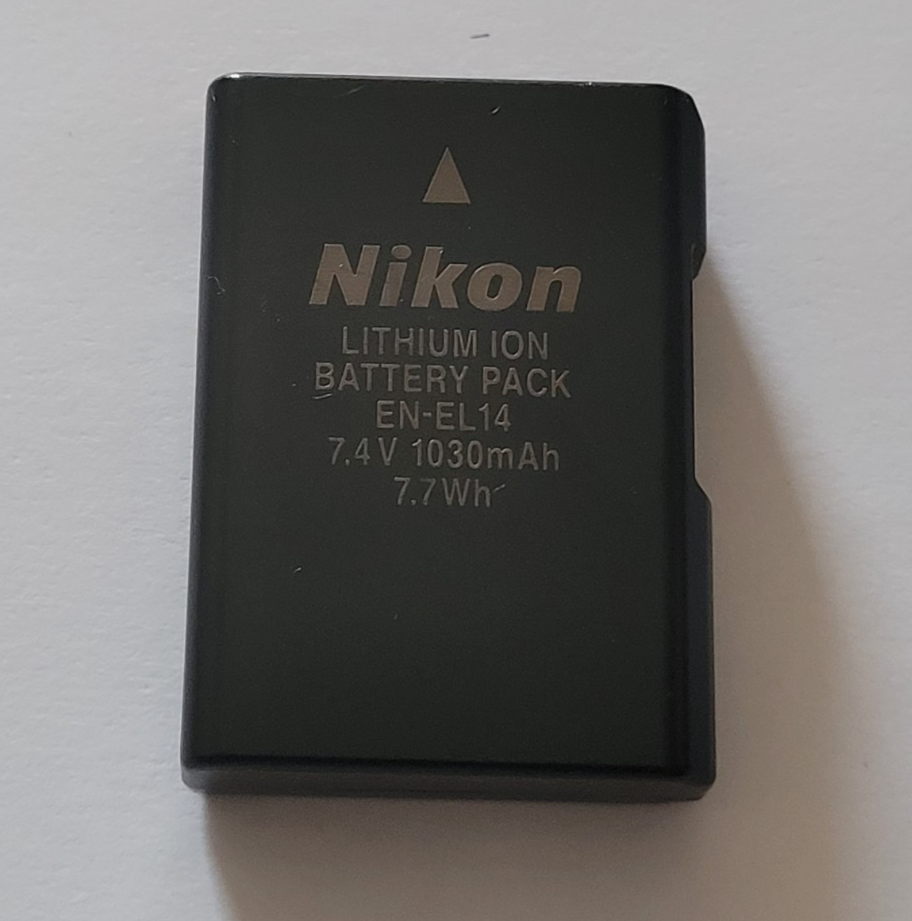 Nikon
LITHIUM ION
BATTERY PACK
EN-EL14
7.4V 1030mAh
7.7Wh